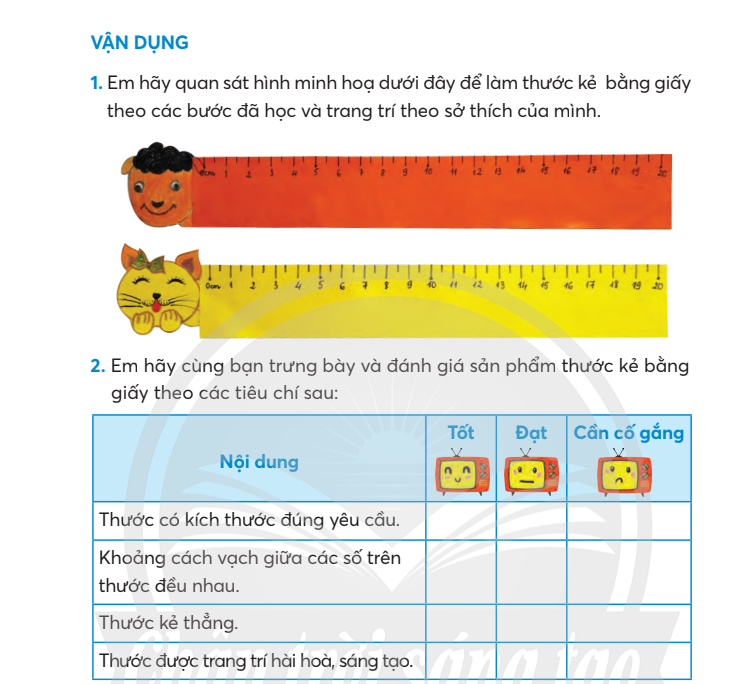 VẬN DỤNG
1. Em hãy quan sát hình minh hoạ dưới đây để làm thước kẻ bằng giấy
theo các bước đã học và trang trí theo sở thích của mình.
0cm 1 2 3 4 5 6 7 8 9 10 11 12 13 14 15 16 17 18 19 20
0cm 1 2 3 4 5 6 7 8 9 10 11 12 13 14 15 16 17 18 19 20
2. Em hãy cùng bạn trưng bày và đánh giá sản phẩm thước kẻ bằng
giấy theo các tiêu chí sau:
Nội dung Tốt Đạt Cần cố gắng
Thước có kích thước đúng yêu cầu.
Khoảng cách vạch giữa các số trên
thước đều nhau.
Thước kẻ thẳng.
Thước được trang trí hài hoà, sáng tạo.
Chân trời sáng tạo